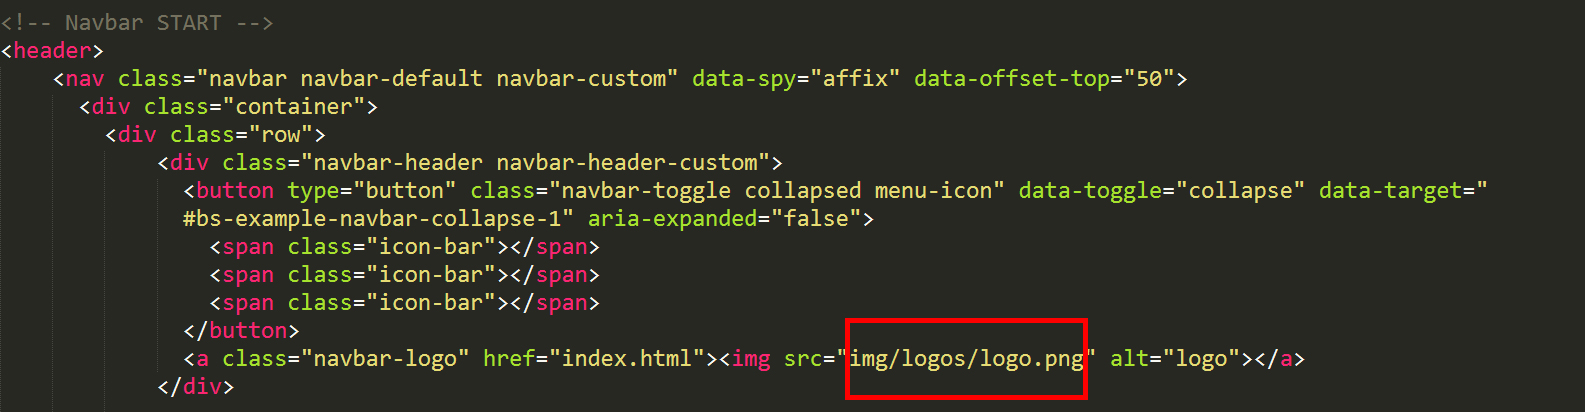 <!-- Navbar START -->
<header>
<nav class="navbar navbar-default navbar-custom" data-spy="affix" data-offset-top="50">
<div class="container">
<div class="row">
<div class="navbar-header navbar-header-custom">
<button type="button" class="navbar-toggle collapsed menu-icon" data-toggle="collapse" data-target="
#bs-example-navbar-collapse-1" aria-expanded="false">
<span class="icon-bar"></span>
<span class="icon-bar"></span>
<span class="icon-bar"></span>
</button>
<a class="navbar-logo" href="index.html"><img src="img/logos/logo.png" alt="logo"></a>
</div>